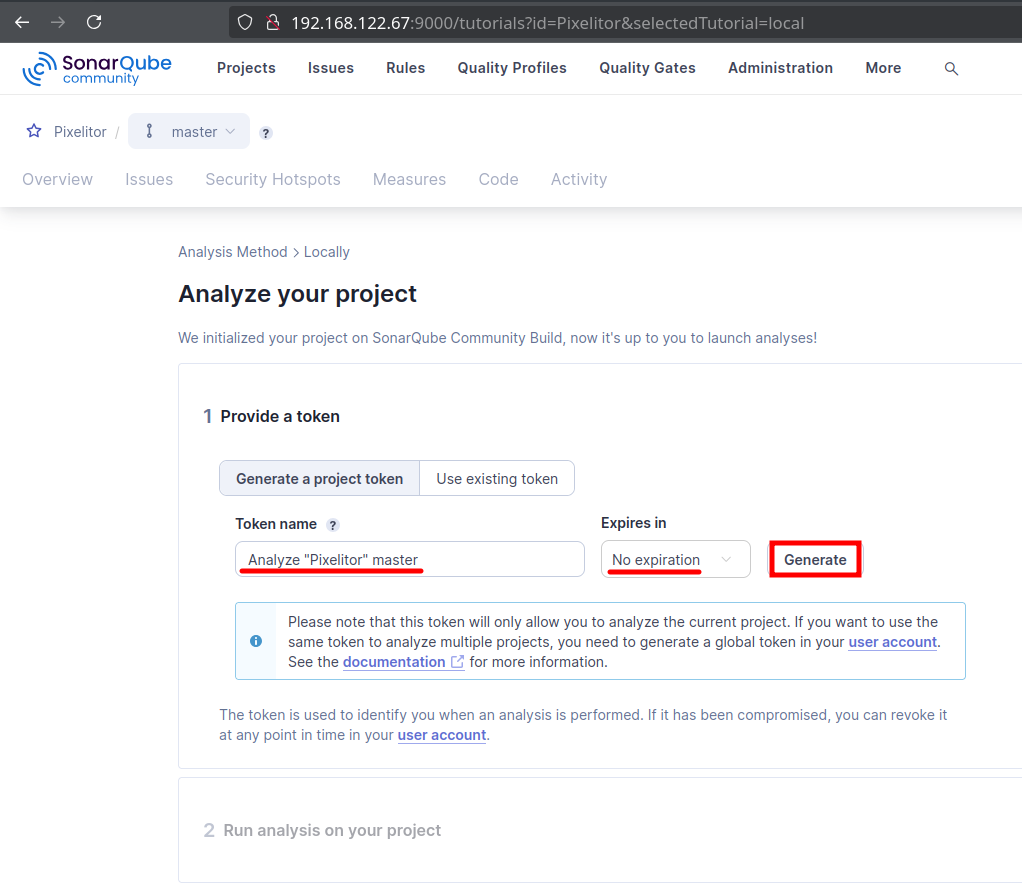 192.168.122.67:9000/tutorials?id=Pixelitor&selectedTutorial=local
SonarQube community
Projects Issues Rules Quality Profiles Quality Gates Administration More
Pixelitor / master ?
Overview Issues Security Hotspots Measures Code Activity
Analysis Method > Locally
Analyze your project
We initialized your project on SonarQube Community Build, now it's up to you to launch analyses!
1 Provide a token
Generate a project token Use existing token
Token name ? Expires in
Analyze "Pixelitor" master No expiration Generate
Please note that this token will only allow you to analyze the current project. If you want to use the
same token to analyze multiple projects, you need to generate a global token in your user account.
See the documentation for more information.
The token is used to identify you when an analysis is performed. If it has been compromised, you can revoke it
at any point in time in your user account.
2 Run analysis on your project